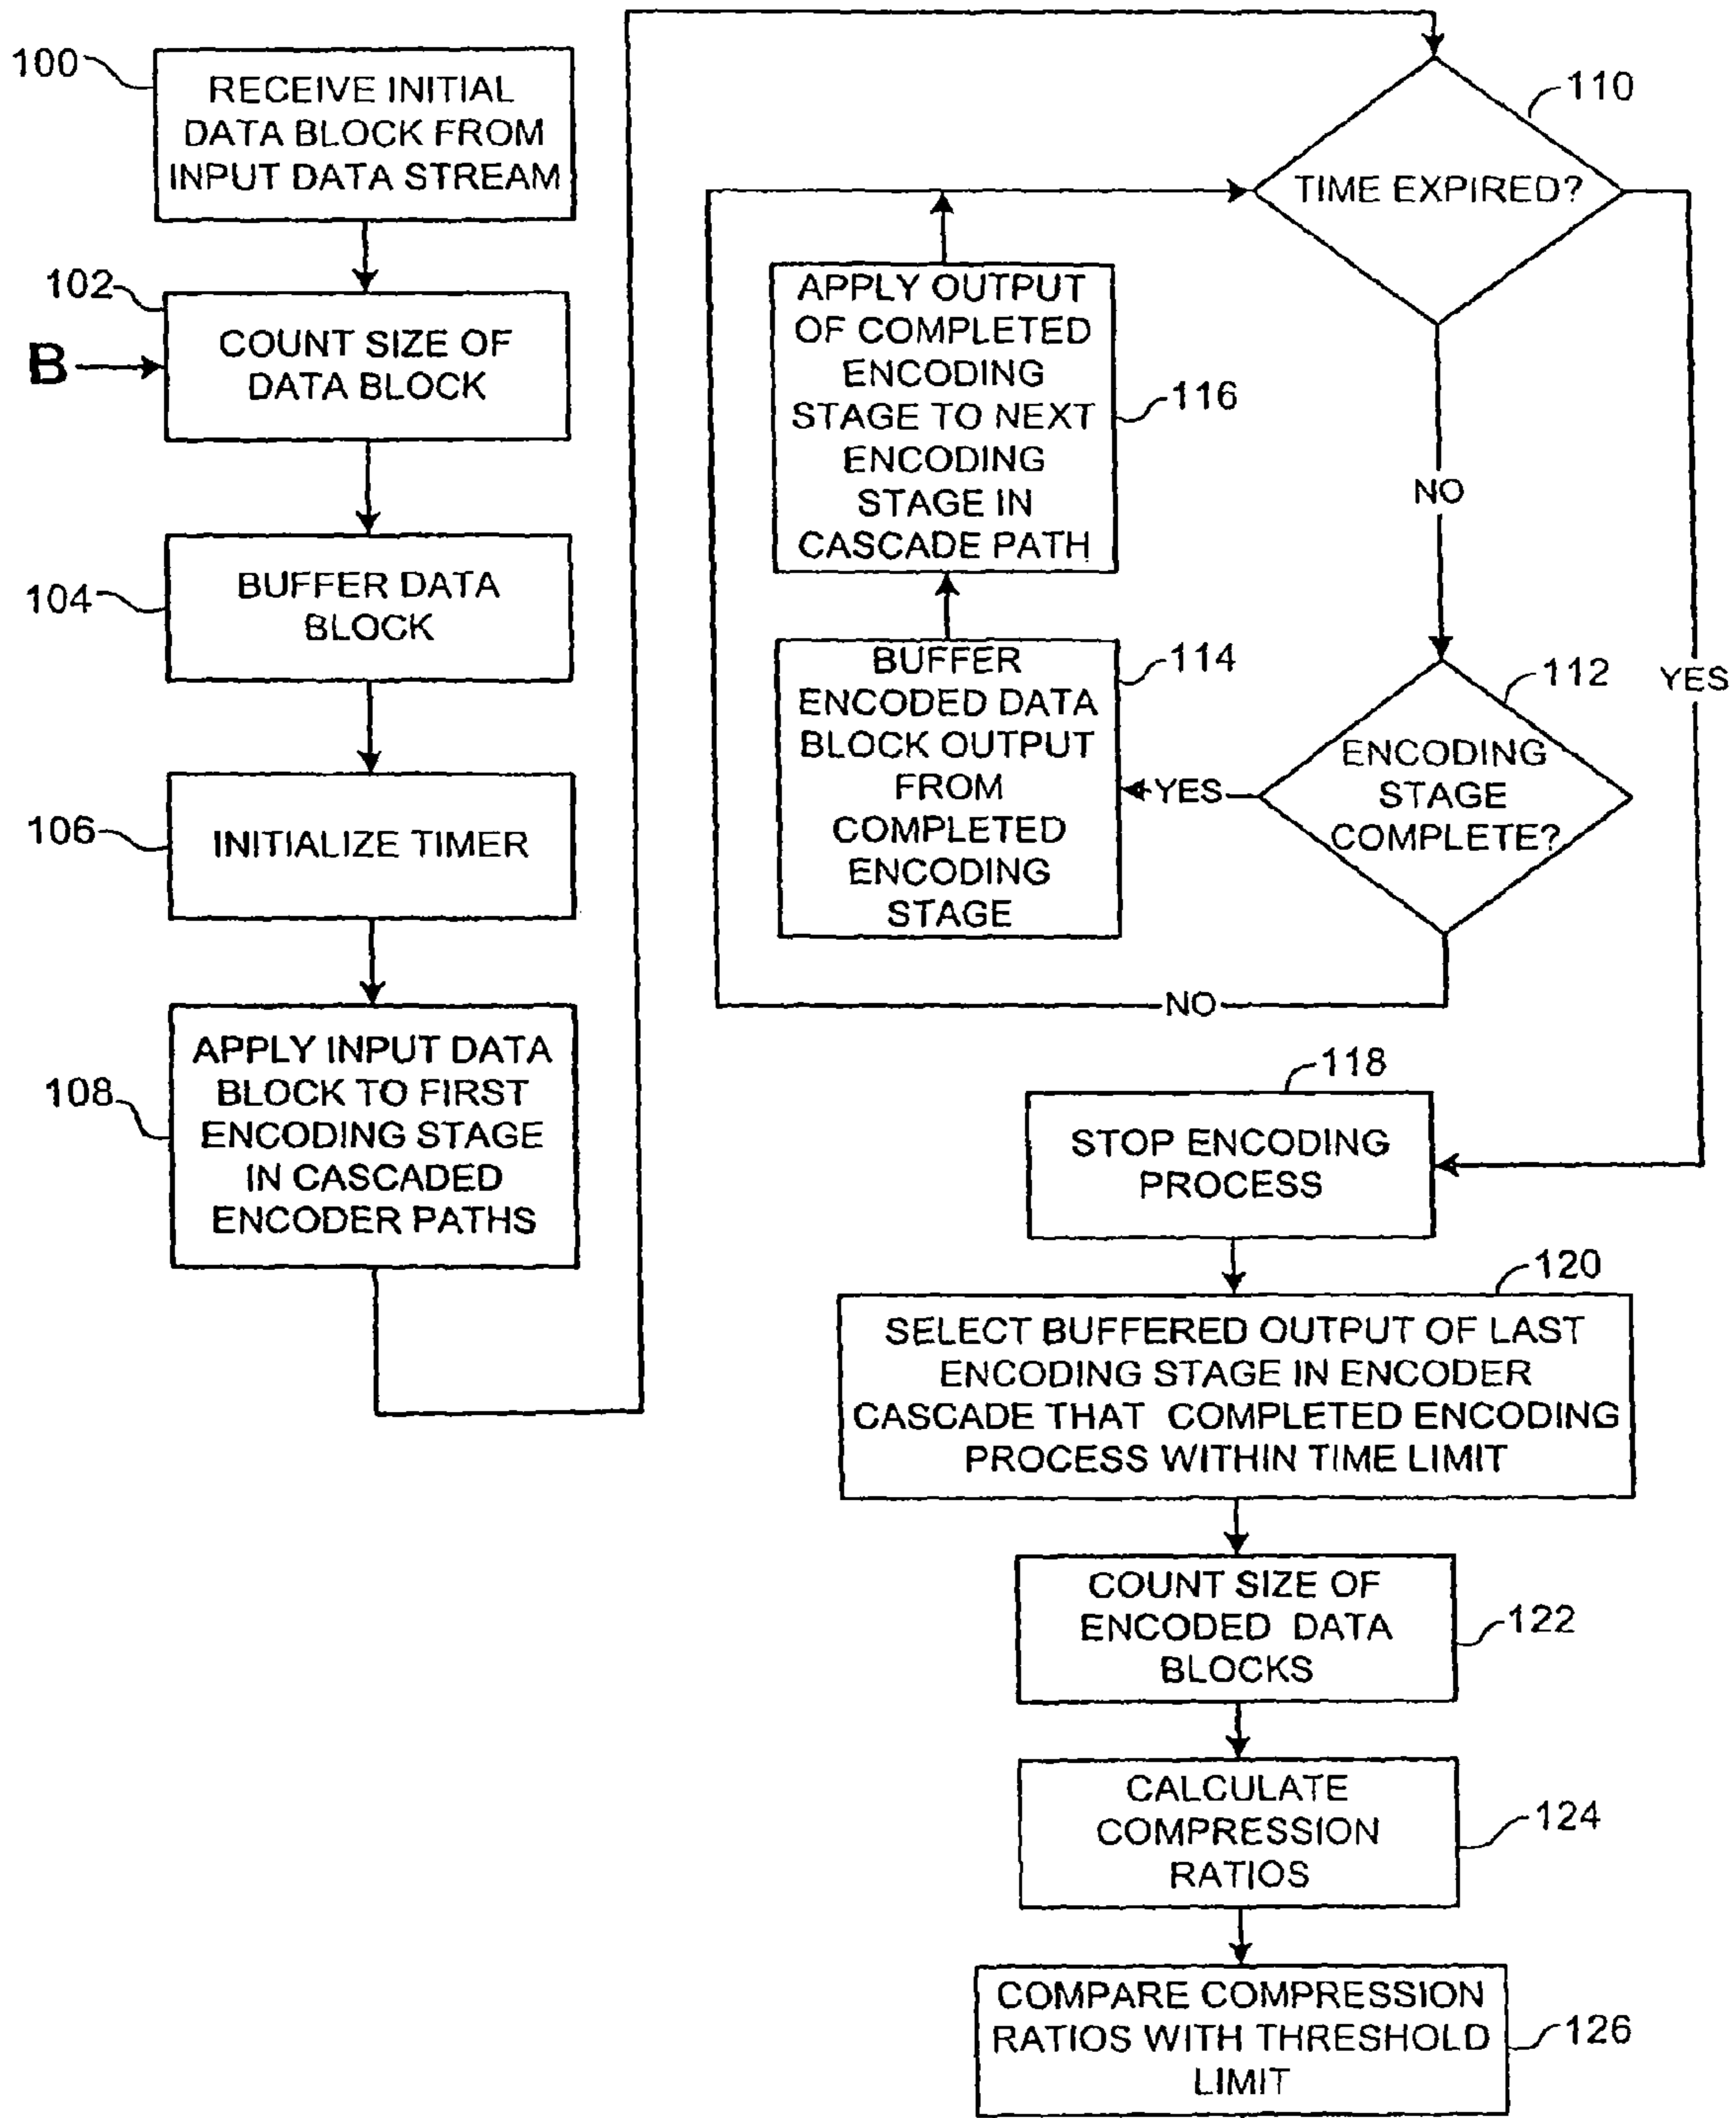 100
RECEIVE INITIAL
DATA BLOCK FROM
INPUT DATA STREAM
102
B
COUNT SIZE OF
DATA BLOCK
104
BUFFER DATA
BLOCK
106
INITIALIZE TIMER
108
APPLY INPUT DATA
BLOCK TO FIRST
ENCODING STAGE
IN CASCADED
ENCODER PATHS
110
TIME EXPIRED?
NO
YES
112
ENCODING
STAGE
COMPLETE?
YES
NO
114
BUFFER
ENCODED DATA
BLOCK OUTPUT
FROM
COMPLETED
ENCODING
STAGE
116
APPLY OUTPUT
OF COMPLETED
ENCODING
STAGE TO NEXT
ENCODING
STAGE IN
CASCADE PATH
118
STOP ENCODING
PROCESS
120
SELECT BUFFERED OUTPUT OF LAST
ENCODING STAGE IN ENCODER
CASCADE THAT COMPLETED ENCODING
PROCESS WITHIN TIME LIMIT
COUNT SIZE OF
ENCODED DATA
BLOCKS
122
CALCULATE
COMPRESSION
RATIOS
124
COMPARE COMPRESSION
RATIOS WITH THRESHOLD
LIMIT
126